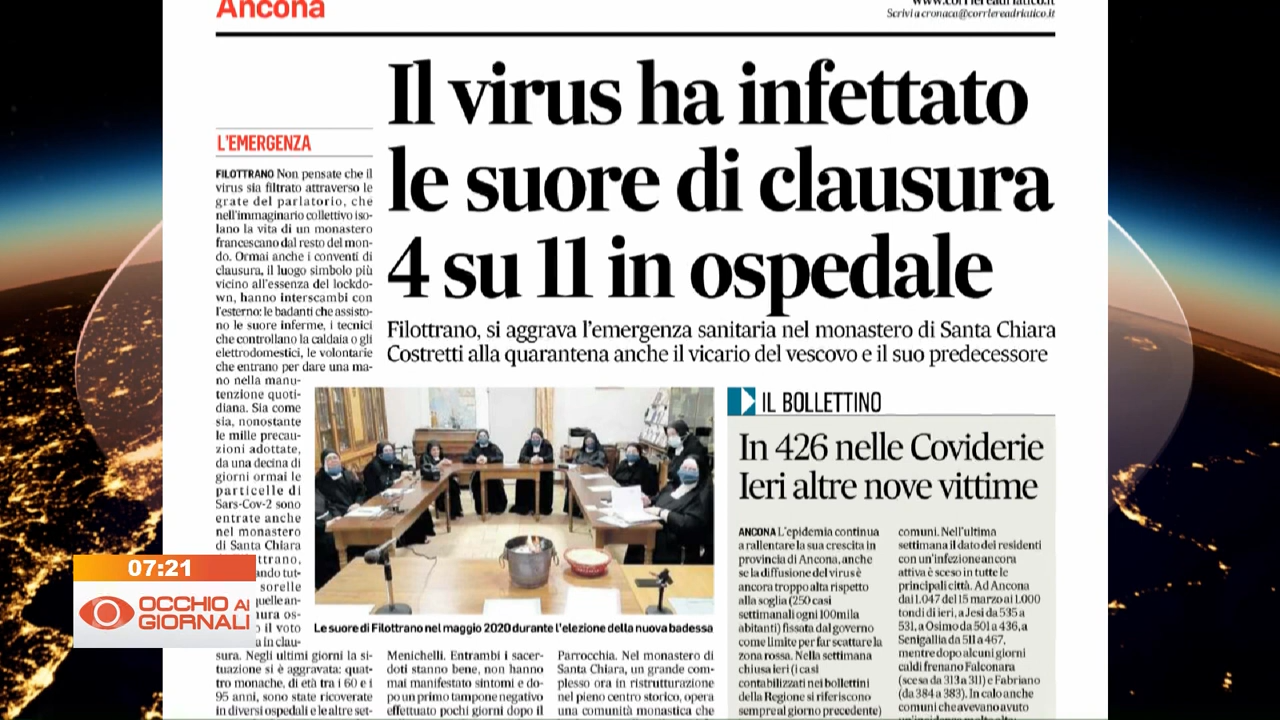 Ancona
www.corriereadriatico.it
Scrivi a cronaca@corriereadriatico.it
Il virus ha infettato
le suore di clausura
4 su 11 in ospedale
Filottrano, si aggrava l'emergenza sanitaria nel monastero di Santa Chiara
Costretti alla quarantena anche il vicario del vescovo e il suo predecessore
L'EMERGENZA
FILOTTRANO Non pensate che il
virus sia filtrato attraverso le
grate del parlatorio, che
nell'immaginario collettivo iso-
lano la vita di un monastero
francescano dal resto del mon-
do. Ormai anche i conventi di
clausura, il luogo simbolo più
vicino all'essenza del lockdo-
wn, hanno interscambi con
l'esterno: le badanti che assisto-
no le suore inferme, i tecnici
che controllano la caldaia o gli
elettrodomestici, le volontarie
che entrano per dare una ma-
no nella manu-
tenzione quoti-
diana. Sia come
sia, nonostante
le mille precau-
zioni adottate,
da una decina di
giorni ormai le
particelle di
Sars-Cov-2 sono
entrate anche
nel monastero
di Santa Chiara
ttrano,
ando tut-
sorelle
quelle an-
ura os-
o il voto
a in clau-
sura. Negli ultimi giorni la si-
tuazione si è aggravata: quat-
tro monache, di età tra i 60 e i
95 anni, sono state ricoverate
in diversi ospedali e le altre set-
Le suore di Filottrano nel maggio 2020 durante l'elezione della nuova badessa
Menichelli. Entrambi i sacer-
doti stanno bene, non hanno
mai manifestato sintomi e do-
po un primo tampone negativo
effettuato pochi giorni dopo il
Parrocchia. Nel monastero di
Santa Chiara, un grande com-
plesso ora in ristrutturazione
nel pieno centro storico, opera
una comunità monastica che
IL BOLLETTINO
In 426 nelle Coviderie
Ieri altre nove vittime
ANCONA L'epidemia continua
a rallentare la sua crescita in
provincia di Ancona, anche
se la diffusione del virus è
ancora troppo alta rispetto
alla soglia (250 casi
settimanali ogni 100mila
abitanti) fissata dal governo
come limite per far scattare la
zona rossa. Nella settimana
chiusa ieri (i casi
contabilizzati nei bollettini
della Regione si riferiscono
sempre al giorno precedente)
comuni. Nell'ultima
settimana il dato dei residenti
con un'infezione ancora
attiva è sceso in tutte le
principali città. Ad Ancona
dai 1.047 del 15 marzo ai 1.000
tondi di ieri, a Jesi da 535 a
531, a Osimo da 501 a 436, a
Senigallia da 511 a 467,
mentre dopo alcuni giorni
caldi frenano Falconara
(scesa da 313 a 311) e Fabriano
(da 384 a 383). In calo anche
comuni che avevano avuto
07:21
OCCHIO AI
GIORNALI